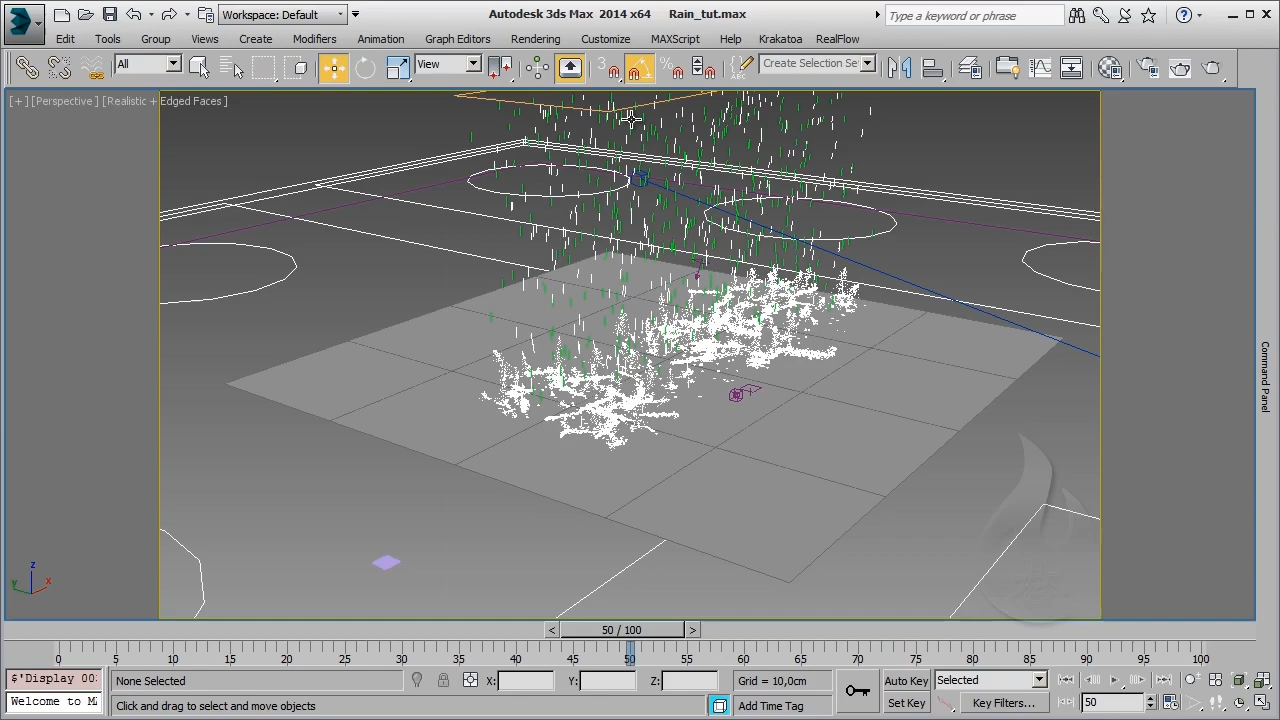 Workspace: Default
Autodesk 3ds Max 2014 x64 Rain_tut.max
Type a keyword or phrase
Edit Tools Group Views Create Modifiers Animation Graph Editors Rendering Customize MAXScript Help Krakatoa RealFlow
All
View
3
Create Selection Se
[+][Perspective][Realistic + Edged Faces]
Command Panel
z
y
x
< 50 / 100 >
0 5 10 15 20 25 30 35 40 45 50 55 60 65 70 75 80 85 90 95 100
$'Display 00
None Selected
X:
Y:
Z:
Grid = 10,0cm
Auto Key
Selected
Welcome to M
Click and drag to select and move objects
Add Time Tag
Set Key
Key Filters...
50